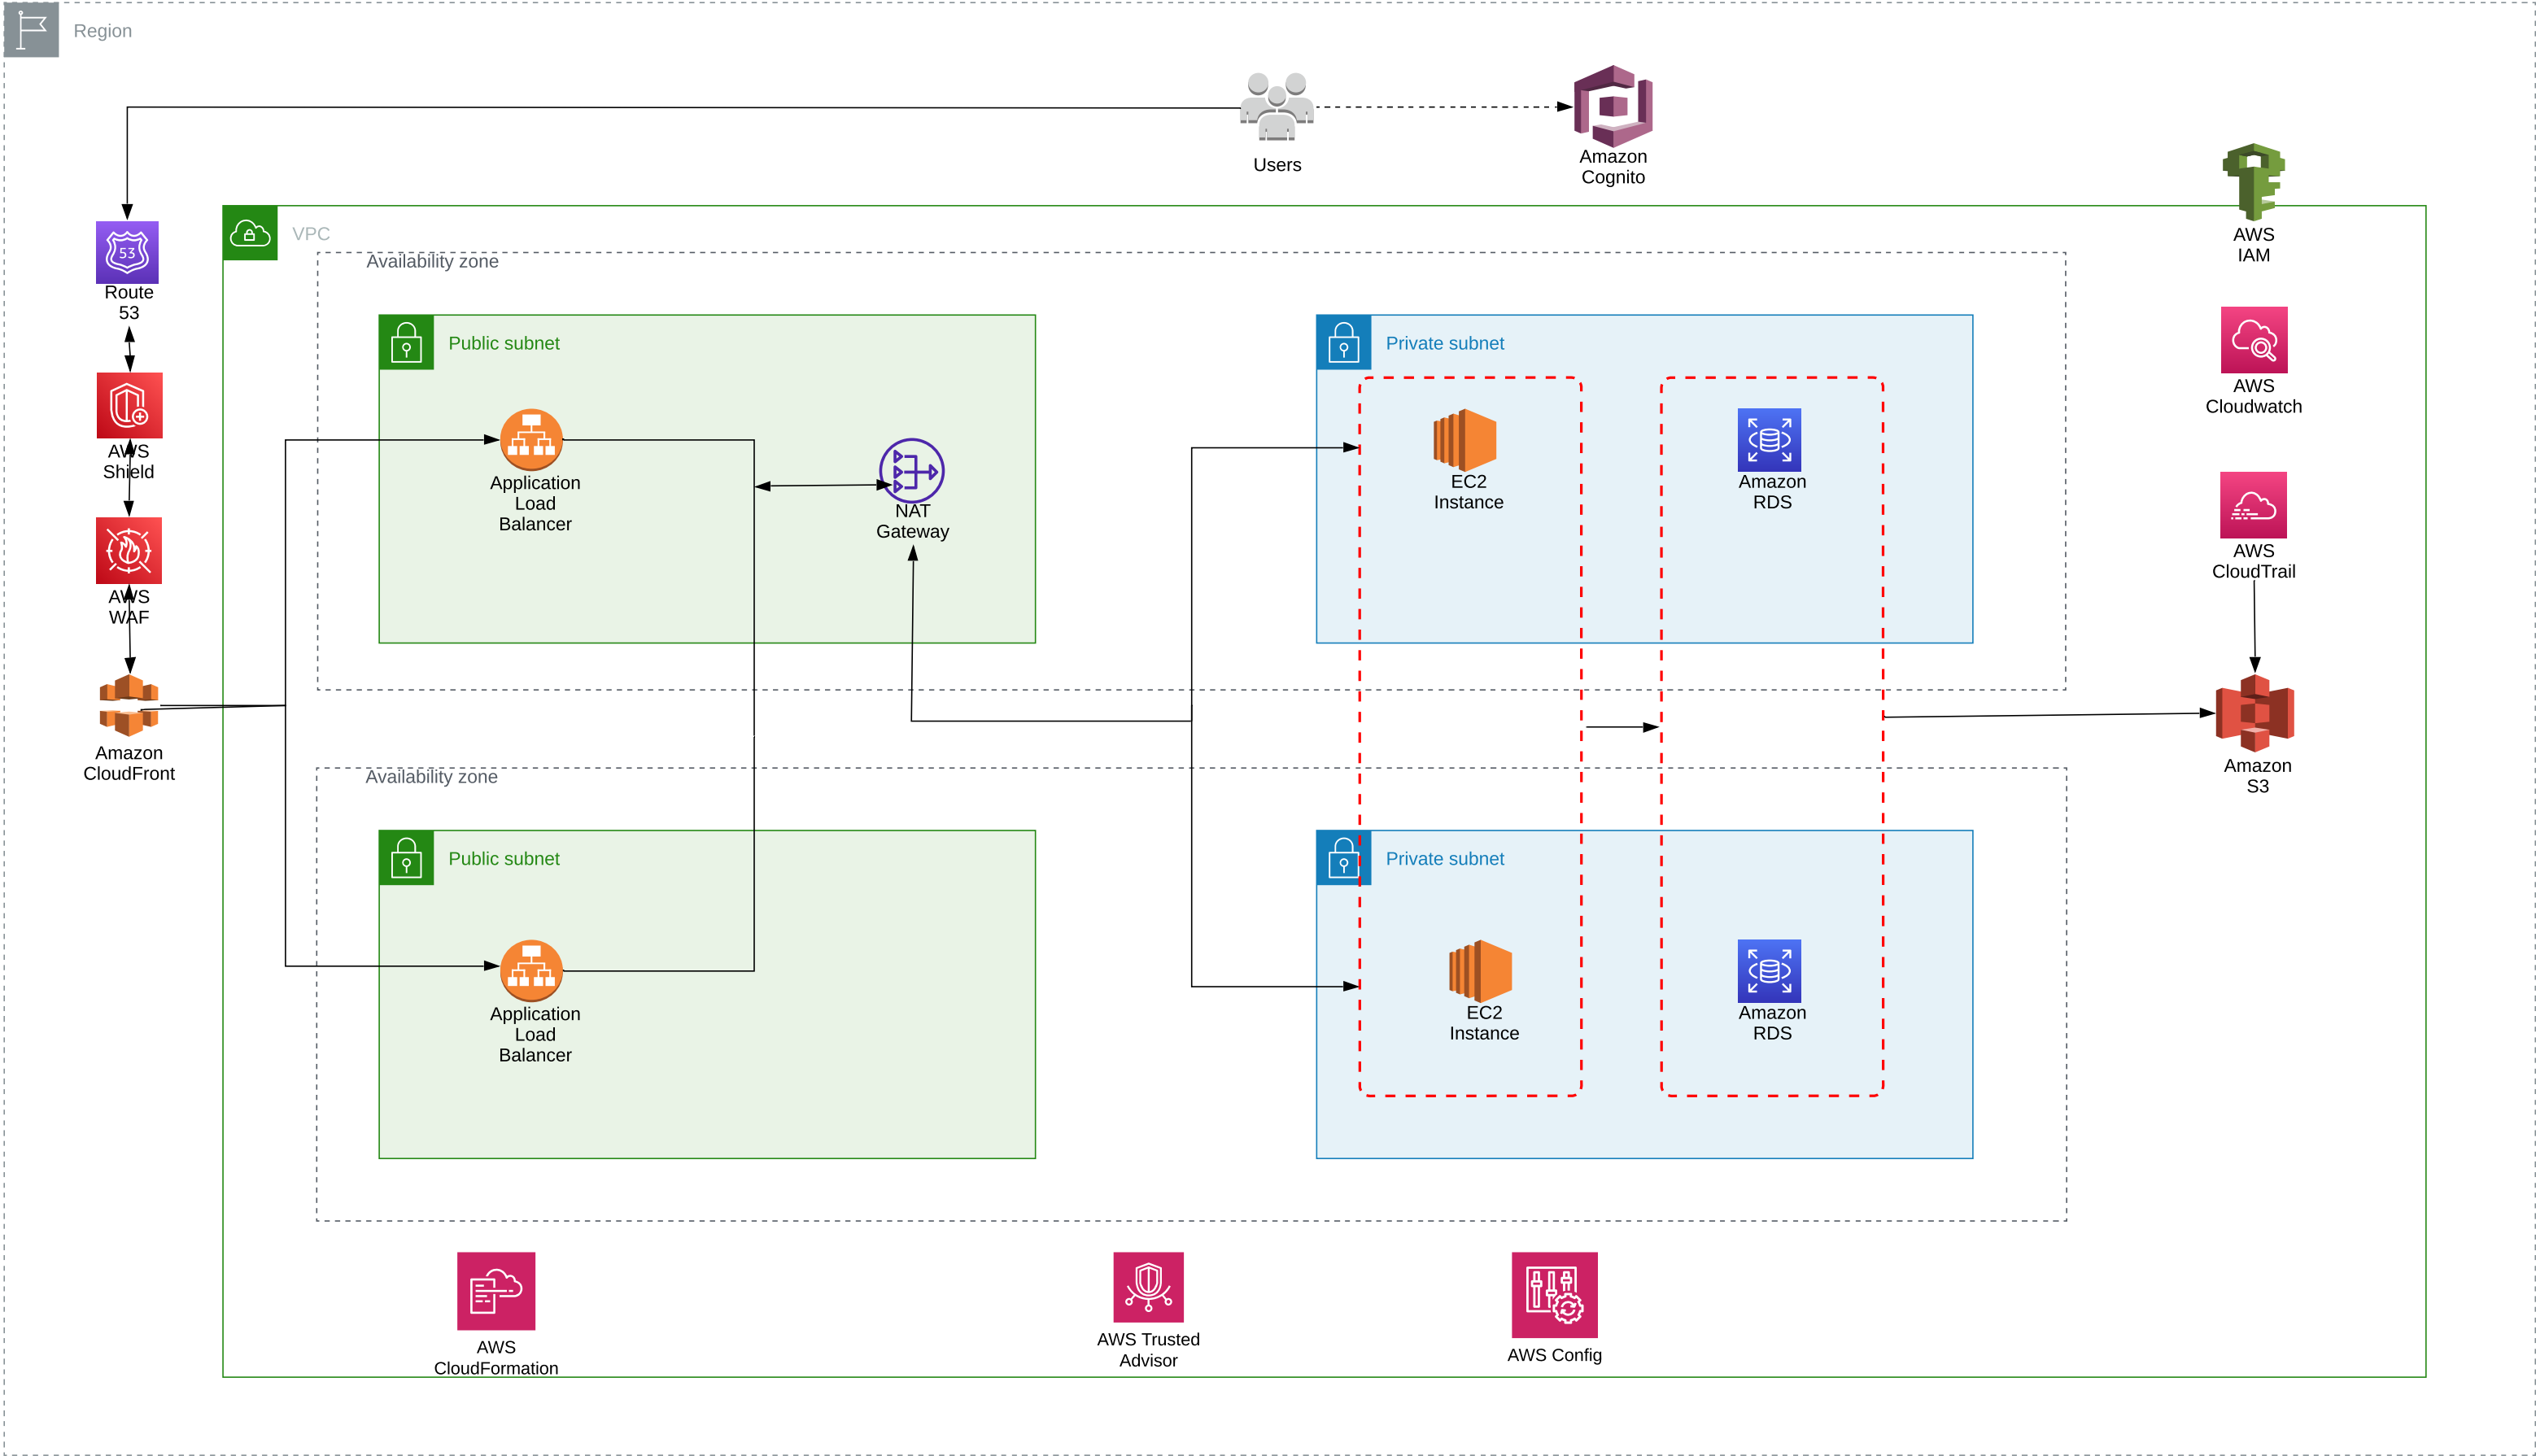 Region
Users
Amazon
Cognito
AWS
IAM
VPC
Availability zone
53
Route
53
Public subnet
Private subnet
AWS
Cloudwatch
AWS
Shield
Application
Load
Balancer
NAT
Gateway
EC2
Instance
Amazon
RDS
AWS
CloudTrail
AWS
WAF
Amazon
CloudFront
Amazon
S3
Availability zone
Public subnet
Private subnet
Application
Load
Balancer
EC2
Instance
Amazon
RDS
AWS
CloudFormation
AWS Trusted
Advisor
AWS Config